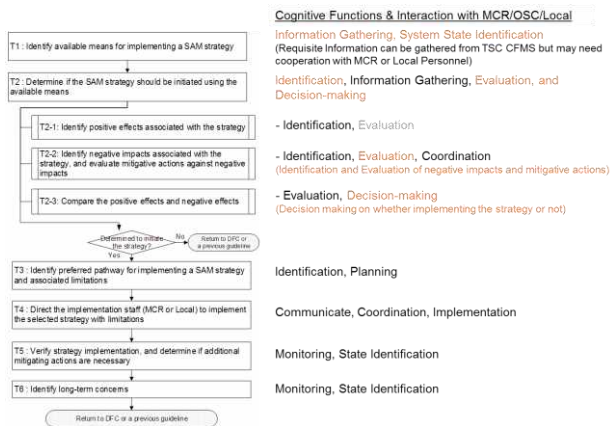 Cognitive Functions & Interaction with MCR/OSC/Local
T1 : Identify available means for implementing a SAM strategy
Information Gathering, System State Identification
(Requisite Information can be gathered from TSC CFMS but may need
cooperation with MCR or Local Personnel)
T2 : Determine if the SAM strategy should be initiated using the
available means
Identification, Information Gathering, Evaluation, and
Decision-making
T2-1: Identify positive effects associated with the strategy
- Identification, Evaluation
T2-2: Identify negative impacts associated with the
strategy, and evaluate mitigative actions against negative
impacts
- Identification, Evaluation, Coordination
(Identification and Evaluation of negative impacts and mitigative actions)
T2-3: Compare the positive effects and negative effects
- Evaluation, Decision-making
(Decision making on whether implementing the strategy or not)
Determined to initiate
the strategy?
No
Return to DFC or
a previous guideline
Yes
T3 : Identify preferred pathway for implementing a SAM strategy
and associated limitations
Identification, Planning
T4 : Direct the implementation staff (MCR or Local) to implement
the selected strategy with limitations
Communicate, Coordination, Implementation
T5 : Verify strategy implementation, and determine if additional
mitigating actions are necessary
Monitoring, State Identification
T6 : Identify long-term concerns
Monitoring, State Identification
Return to DFC or a previous guideline